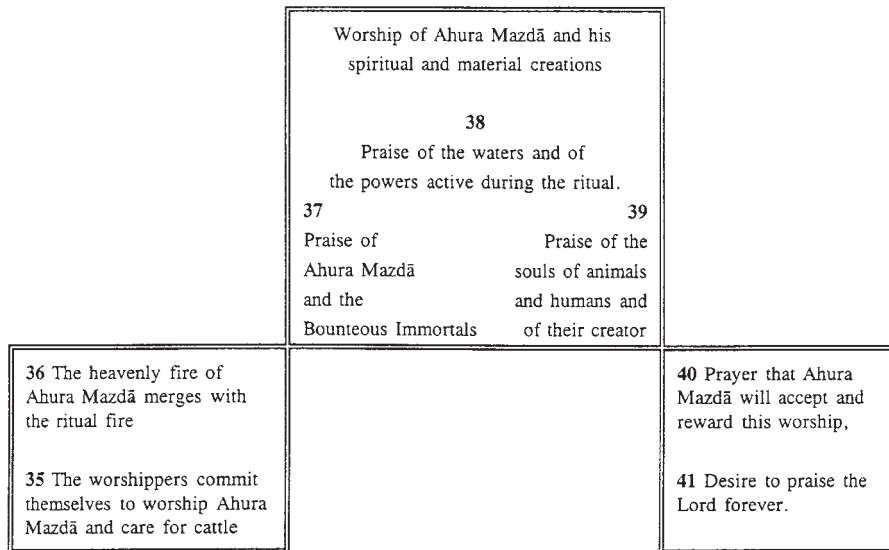 Worship of Ahura Mazdā and his
spiritual and material creations
38
Praise of the waters and of
the powers active during the ritual.
37
Praise of
Ahura Mazdā
and the
Bounteous Immortals
39
Praise of the
souls of animals
and humans and
of their creator
36 The heavenly fire of
Ahura Mazdā merges with
the ritual fire
35 The worshippers commit
themselves to worship Ahura
Mazdā and care for cattle
40 Prayer that Ahura
Mazdā will accept and
reward this worship,
41 Desire to praise the
Lord forever.